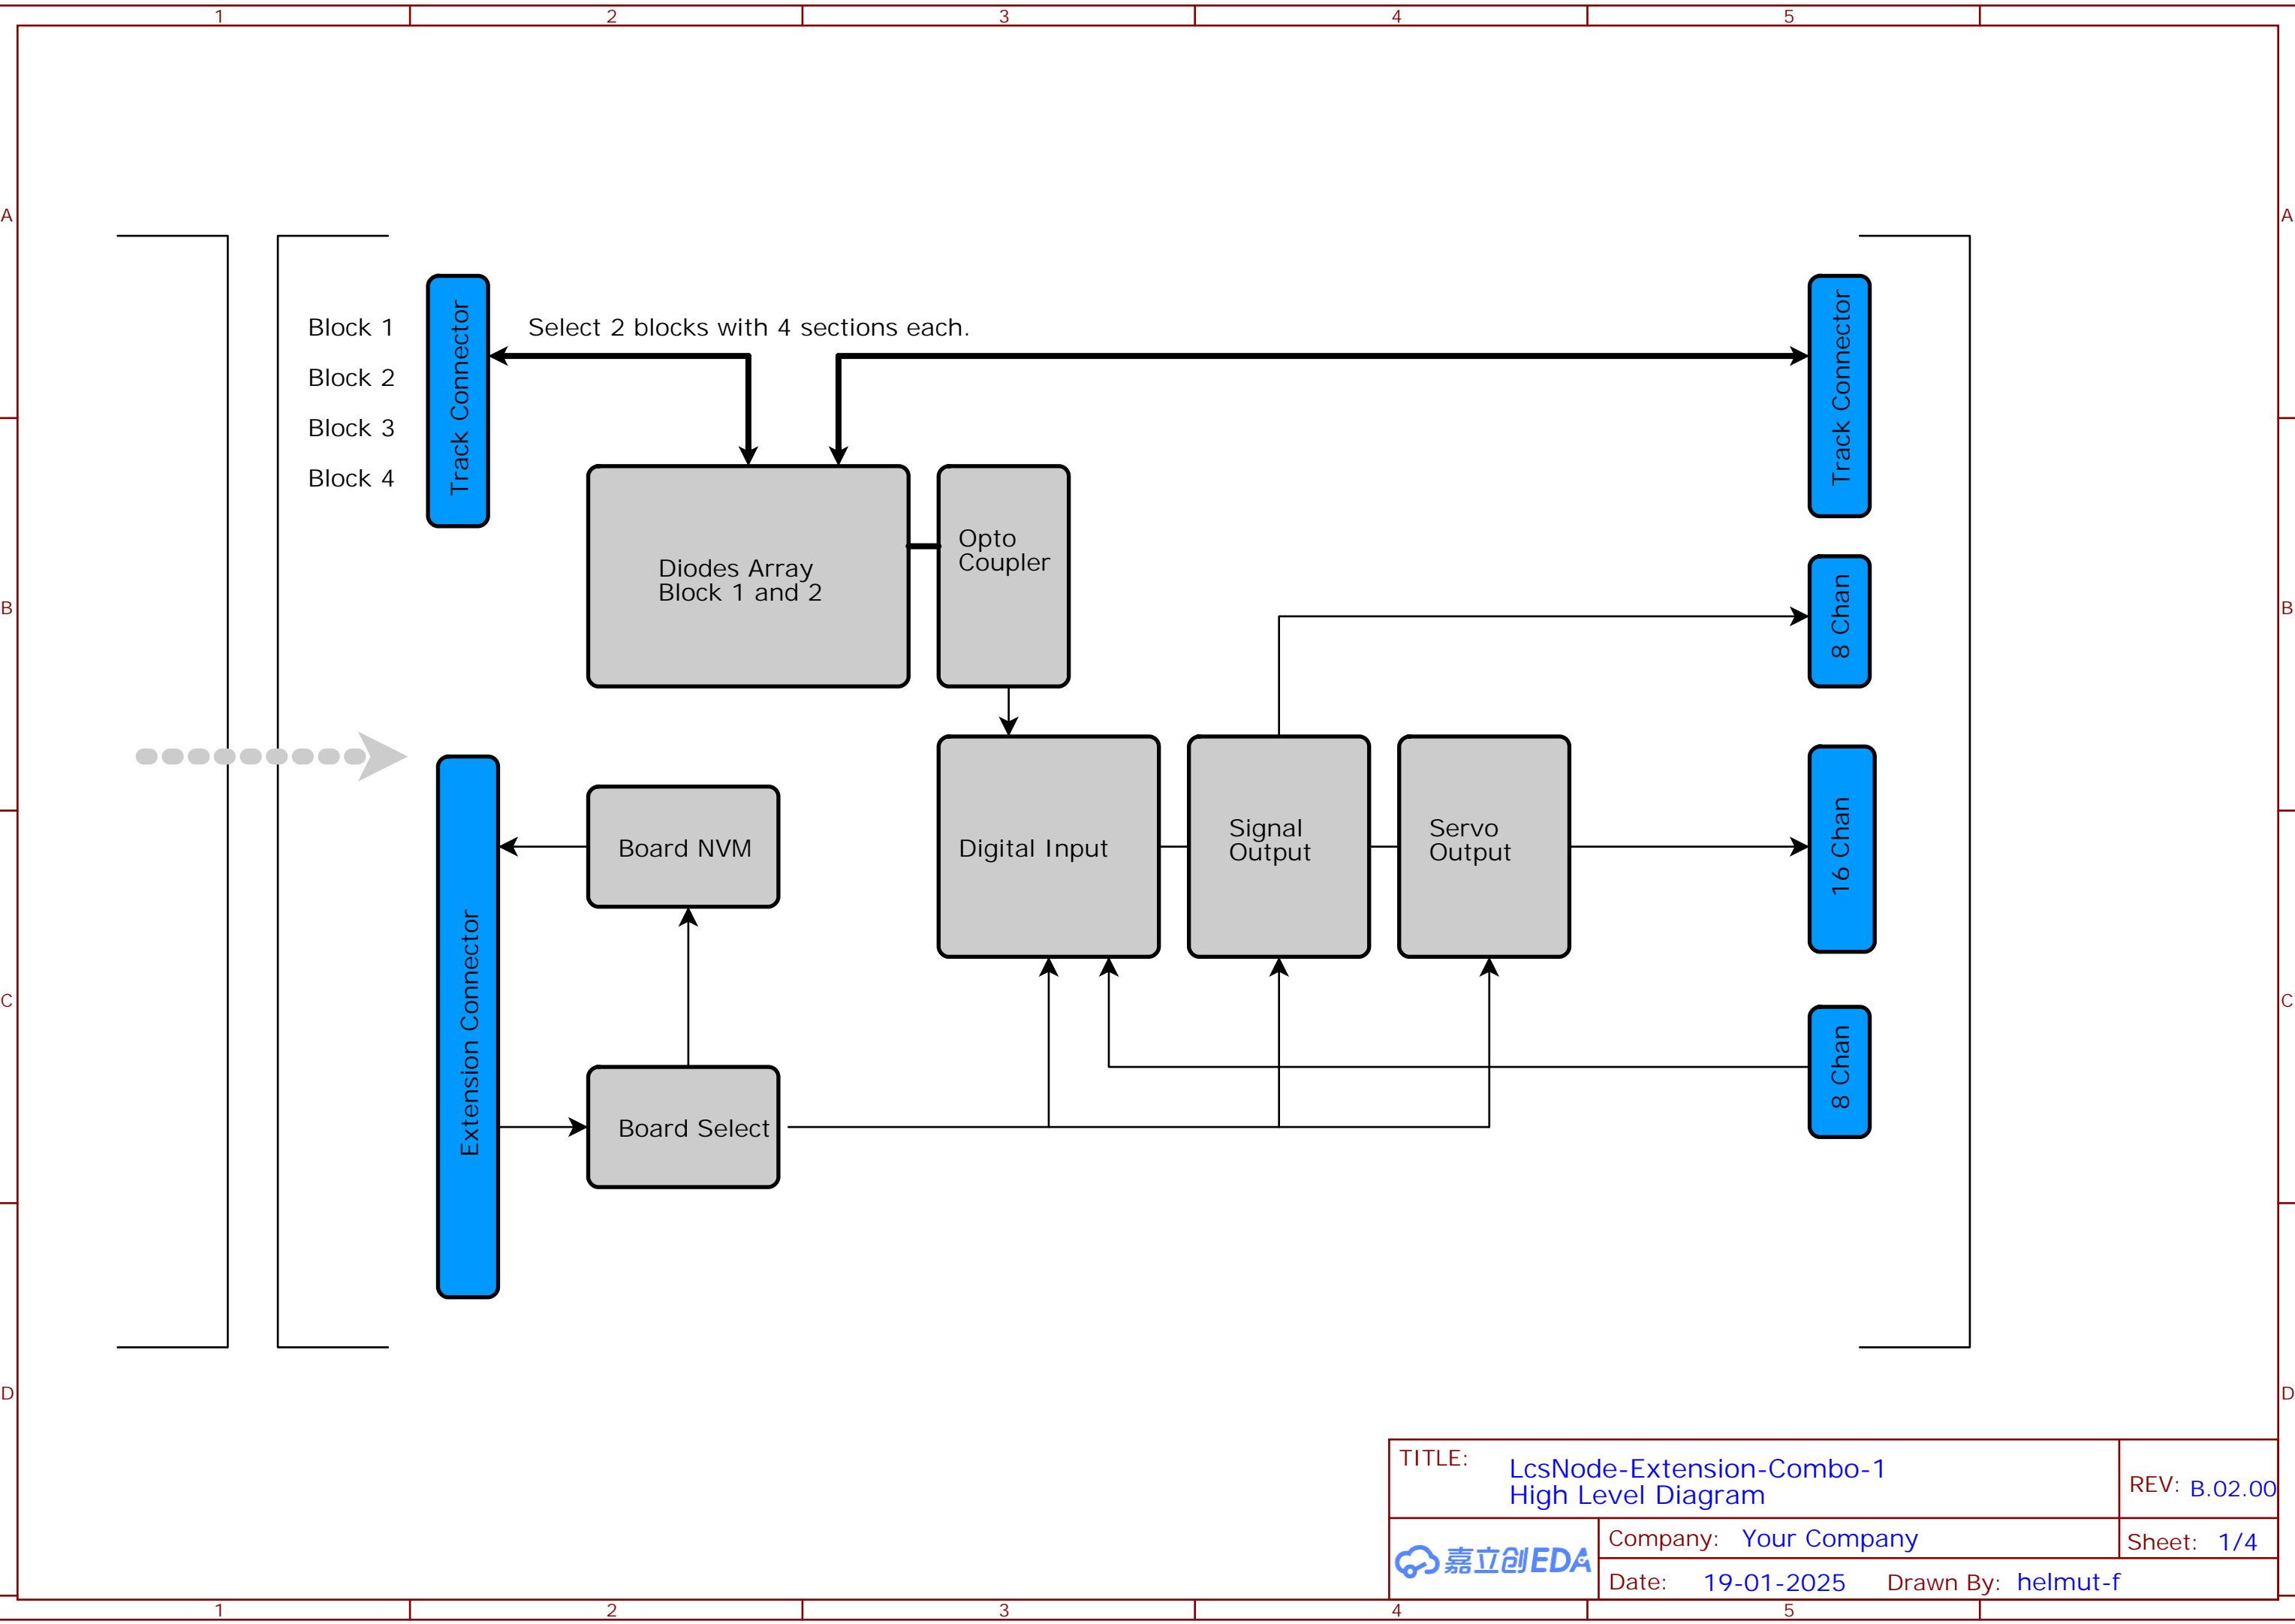 1 2 3 4 5
A A
Block 1
Block 2
Block 3
Block 4
Track Connector
Select 2 blocks with 4 sections each.
Track Connector
Diodes Array
Block 1 and 2
Opto
Coupler
8 Chan
B B
Extension Connector
Board NVM
Digital Input
Signal
Output
Servo
Output
16 Chan
C C
Board Select
8 Chan
D D
TITLE:
LcsNode-Extension-Combo-1
High Level Diagram
REV: B.02.00
嘉立创EDA
Company: Your Company
Sheet: 1/4
Date: 19-01-2025 Drawn By: helmut-f
1 2 3 4 5